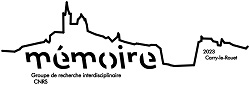 mémoire
Groupe de recherche interdisciplinaire
CNRS
2023
Carry-le-Rouet